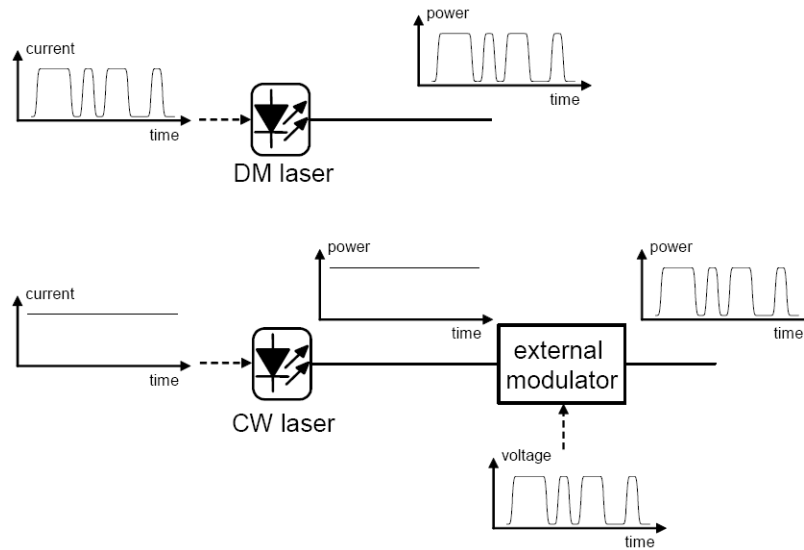 power
current
time
time
DM laser
power
power
current
time
time
time
external
modulator
CW laser
voltage
time